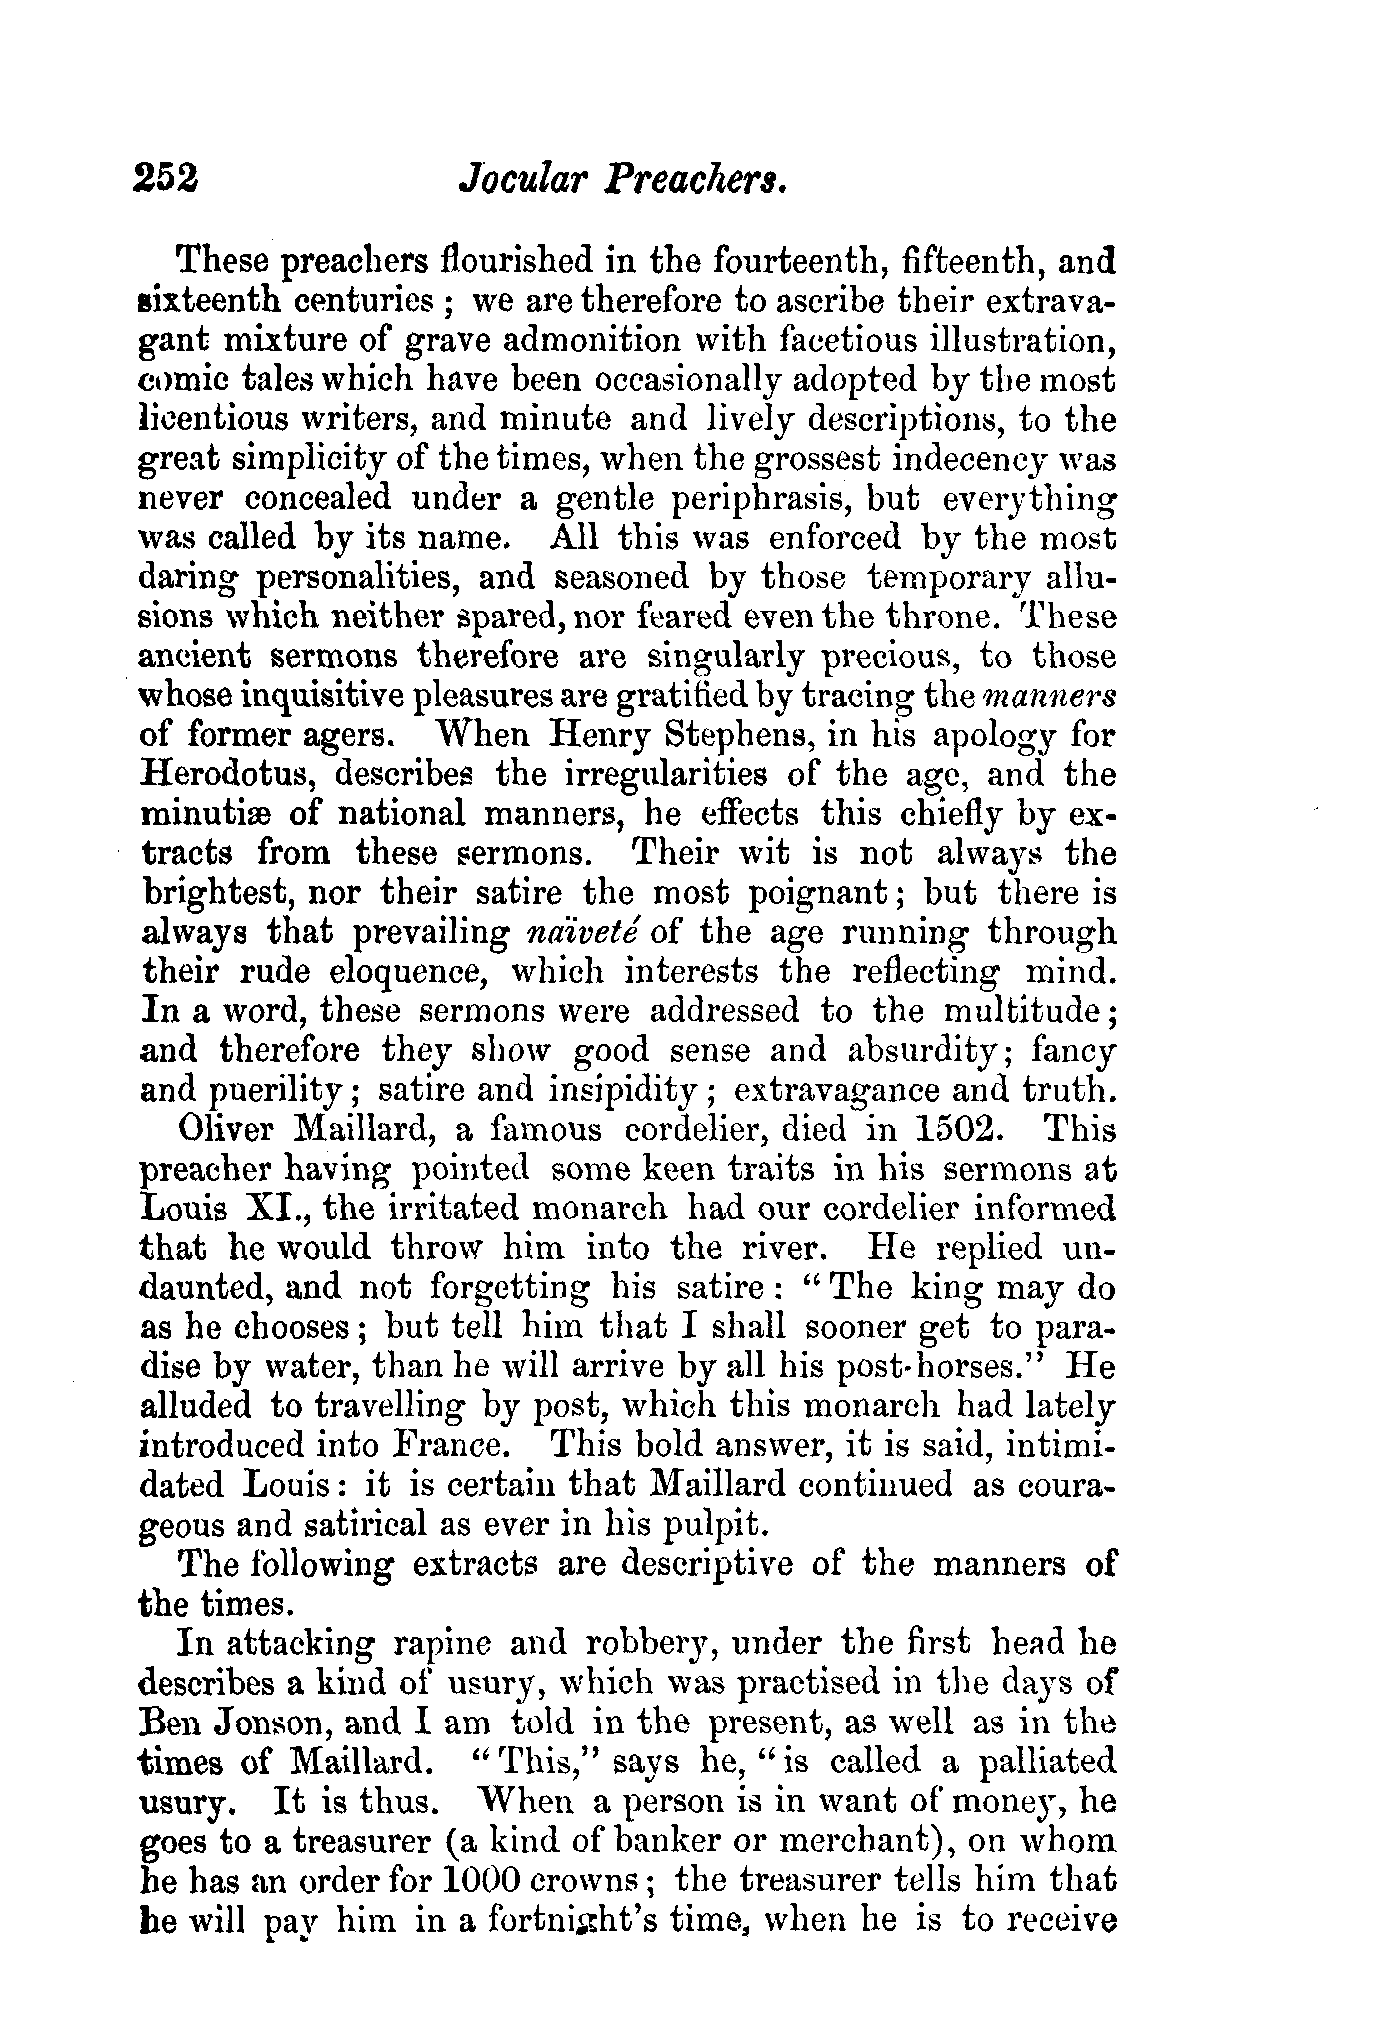 252 Jocular Preachers.
These preachers flourished in the fourteenth, fifteenth, and
sixteenth centuries; we are therefore to ascribe their extrava-
gant mixture of grave admonition with facetious illustration,
comic tales which have been occasionally adopted by the most
licentious writers, and minute and lively descriptions, to the
great simplicity of the times, when the grossest indecency was
never concealed under a gentle periphrasis, but everything
was called by its name. All this was enforced by the most
daring personalities, and seasoned by those temporary allu-
sions which neither spared, nor feared even the throne. These
ancient sermons therefore are singularly precious, to those
whose inquisitive pleasures are gratified by tracing the manners
of former agers. When Henry Stephens, in his apology for
Herodotus, describes the irregularities of the age, and the
minutiæ of national manners, he effects this chiefly by ex-
tracts from these sermons. Their wit is not always the
brightest, nor their satire the most poignant; but there is
always that prevailing naïveté of the age running through
their rude eloquence, which interests the reflecting mind.
In a word, these sermons were addressed to the multitude;
and therefore they show good sense and absurdity; fancy
and puerility; satire and insipidity; extravagance and truth.
Oliver Maillard, a famous cordelier, died in 1502. This
preacher having pointed some keen traits in his sermons at
Louis XI., the irritated monarch had our cordelier informed
that he would throw him into the river. He replied un-
daunted, and not forgetting his satire: "The king may do
as he chooses; but tell him that I shall sooner get to para-
dise by water, than he will arrive by all his post-horses." He
alluded to travelling by post, which this monarch had lately
introduced into France. This bold answer, it is said, intimi-
dated Louis: it is certain that Maillard continued as coura-
geous and satirical as ever in his pulpit.
The following extracts are descriptive of the manners of
the times.
In attacking rapine and robbery, under the first head he
describes a kind of usury, which was practised in the days of
Ben Jonson, and I am told in the present, as well as in the
times of Maillard. "This," says he, "is called a palliated
usury. It is thus. When a person is in want of money, he
goes to a treasurer (a kind of banker or merchant), on whom
he has an order for 1000 crowns; the treasurer tells him that
he will pay him in a fortnight's time, when he is to receive